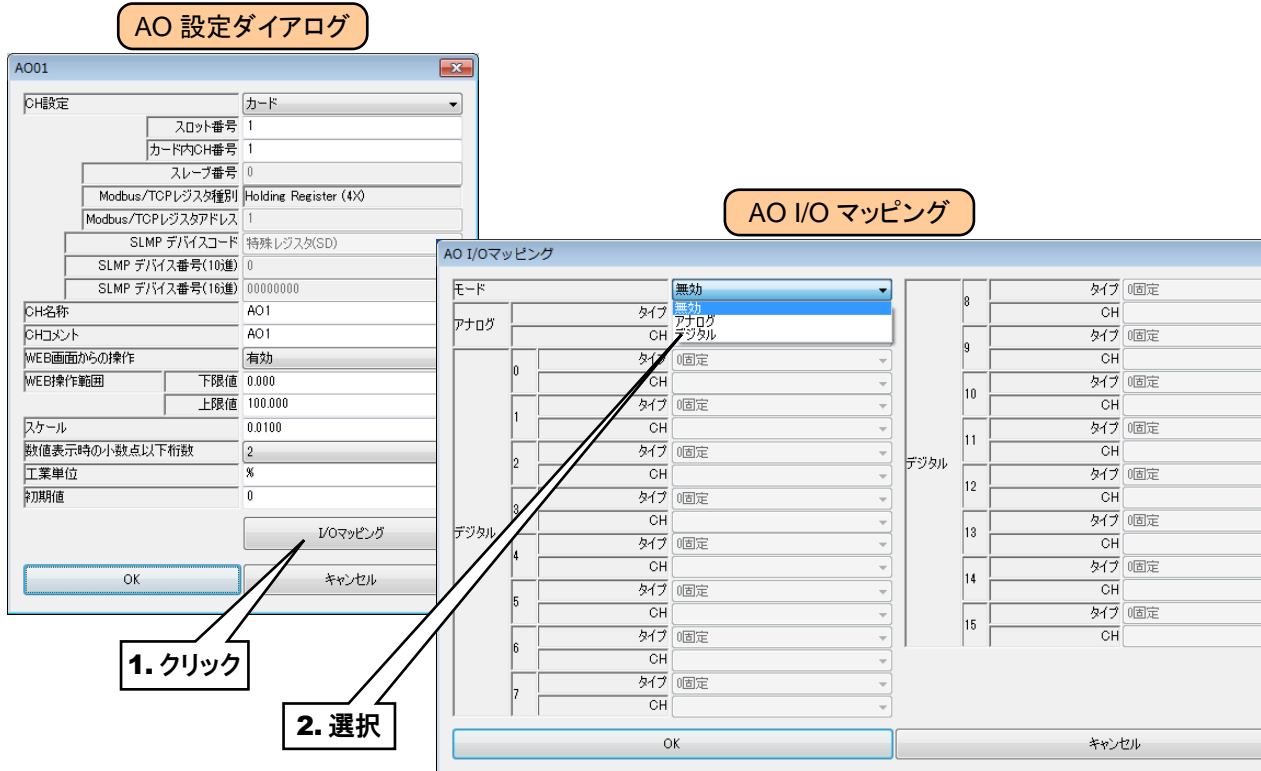 AO 設定ダイアログ
AO01
CH設定 カード
スロット番号 1
カード内CH番号 1
スレーブ番号 0
Modbus/TCPレジスタ種別 Holding Register (4X)
Modbus/TCPレジスタアドレス 1
SLMP デバイスコード 特殊レジスタ(SD)
SLMP デバイス番号(10進) 0
SLMP デバイス番号(16進) 00000000
CH名称 AO1
CHコメント AO1
WEB画面からの操作 有効
WEB操作範囲 下限値 0.000
上限値 100.000
スケール 0.0100
数値表示時の小数点以下桁数 2
工業単位 %
初期値 0
I/Oマッピング
OK キャンセル
1. クリック
AO I/O マッピング
AO I/Oマッピング
モード 無効
無効
アナログ
デジタル
アナログ タイプ
CH
デジタル
0 タイプ 0固定
CH
1 タイプ 0固定
CH
2 タイプ 0固定
CH
3 タイプ 0固定
CH
4 タイプ 0固定
CH
5 タイプ 0固定
CH
6 タイプ 0固定
CH
7 タイプ 0固定
CH
デジタル
8 タイプ 0固定
CH
9 タイプ 0固定
CH
10 タイプ 0固定
CH
11 タイプ 0固定
CH
12 タイプ 0固定
CH
13 タイプ 0固定
CH
14 タイプ 0固定
CH
15 タイプ 0固定
CH
OK キャンセル
2. 選択